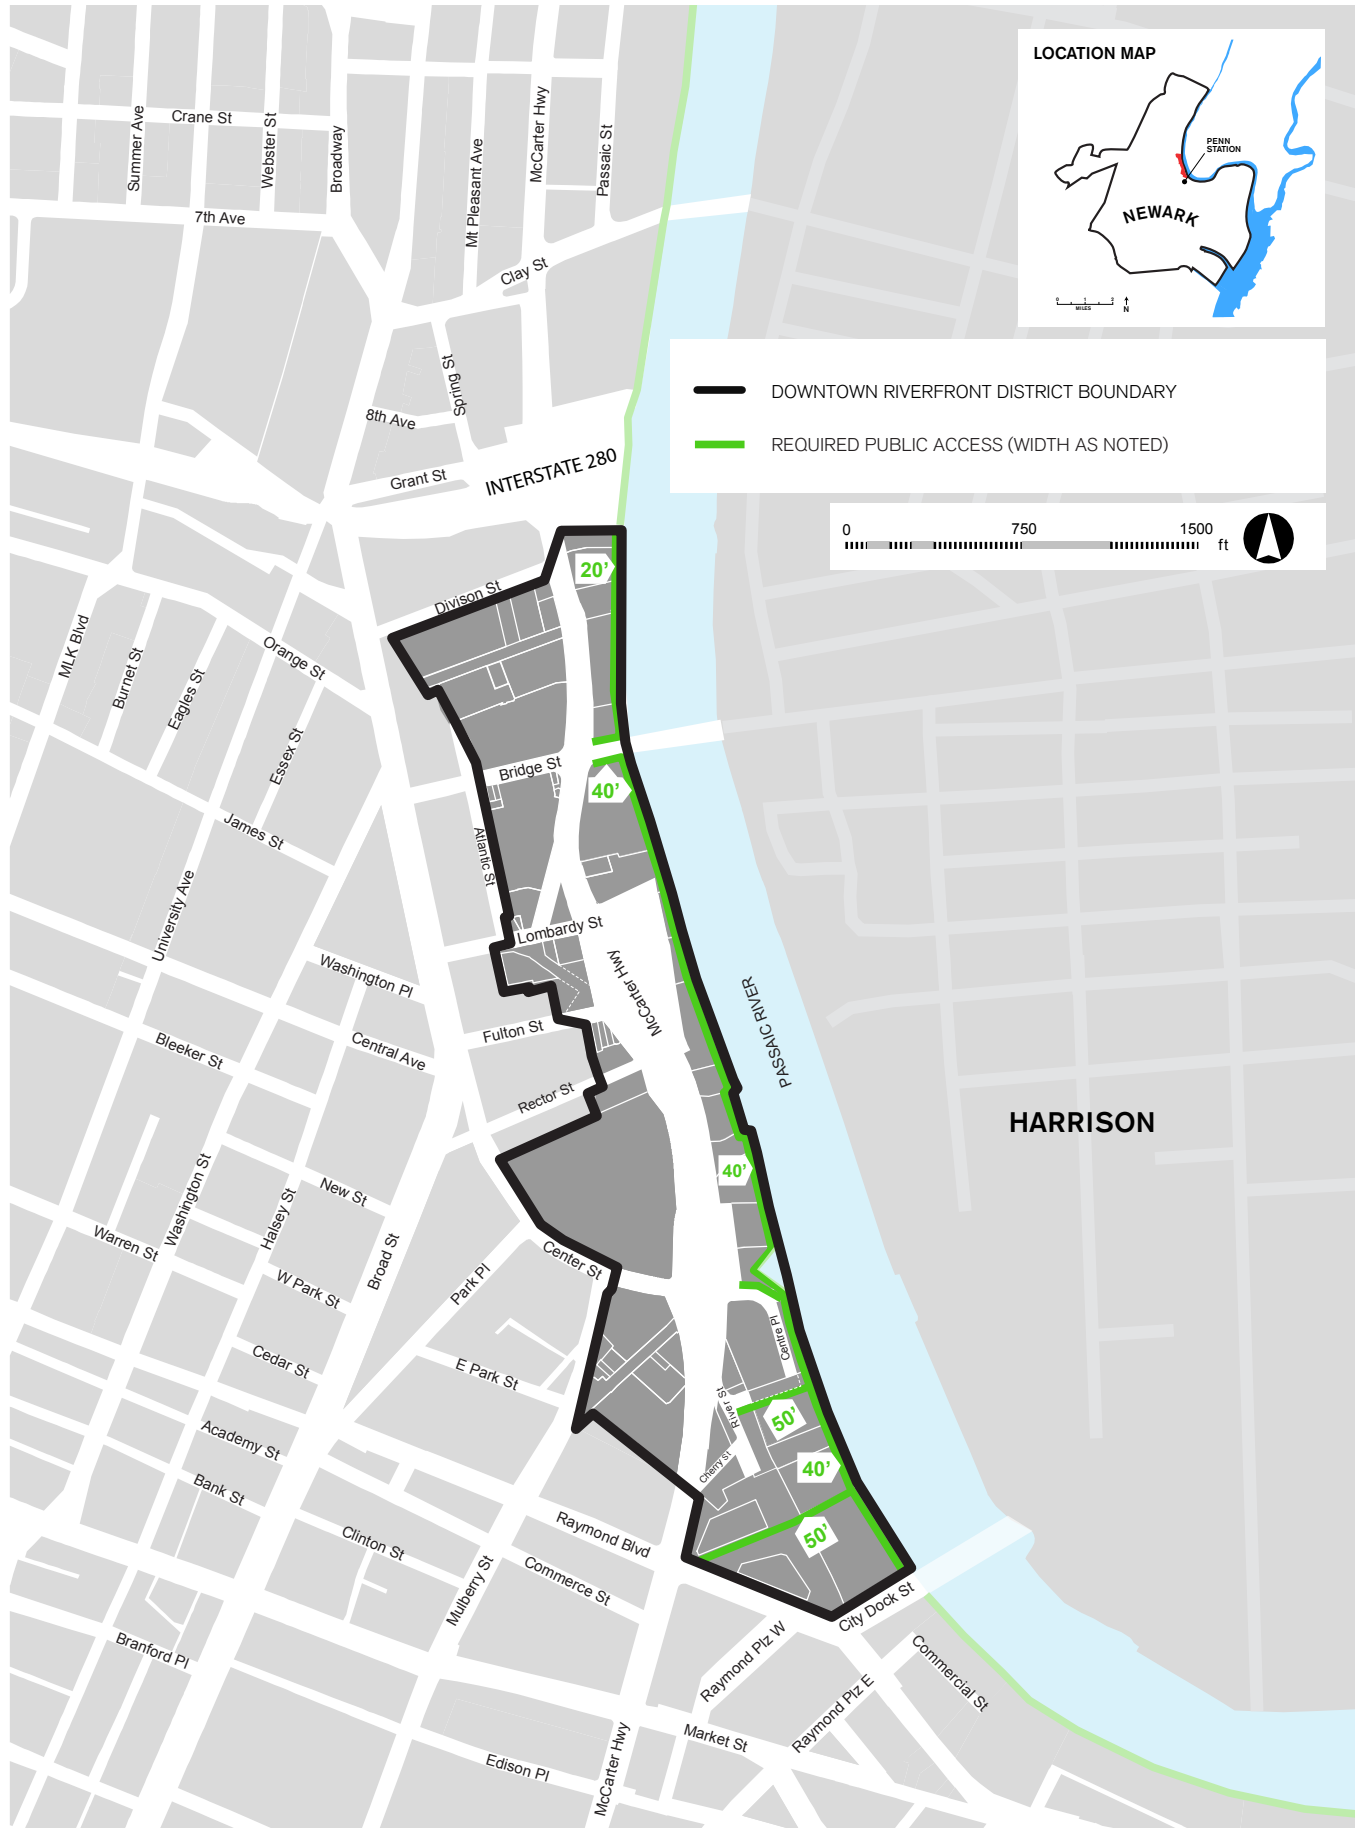 LOCATION MAP
PENN
STATION
NEWARK
0 1 2
MILES
N
DOWNTOWN RIVERFRONT DISTRICT BOUNDARY
REQUIRED PUBLIC ACCESS (WIDTH AS NOTED)
0 750 1500
ft
Crane St
Summer Ave
Webster St
Broadway
Mt Pleasant Ave
McCarter Hwy
Passaic St
7th Ave
Clay St
Spring St
8th Ave
Grant St
INTERSTATE 280
20’
Divison St
MLK Blvd
Burnet St
Eagles St
Orange St
Essex St
Bridge St
40’
James St
Atlantic St
University Ave
Lombardy St
Washington Pl
McCarter Hwy
PASSAIC RIVER
Fulton St
Bleeker St
Central Ave
Rector St
HARRISON
40’
New St
Washington St
Halsey St
Warren St
Broad St
Center St
W Park St
Park Pl
Centre Pl
Cedar St
E Park St
River St
50’
Academy St
Cherry St
40’
Bank St
Raymond Blvd
50’
Clinton St
Commerce St
Mulberry St
City Dock St
Branford Pl
Raymond Plz W
Commercial St
Raymond Plz E
Market St
Edison Pl
McCarter Hwy